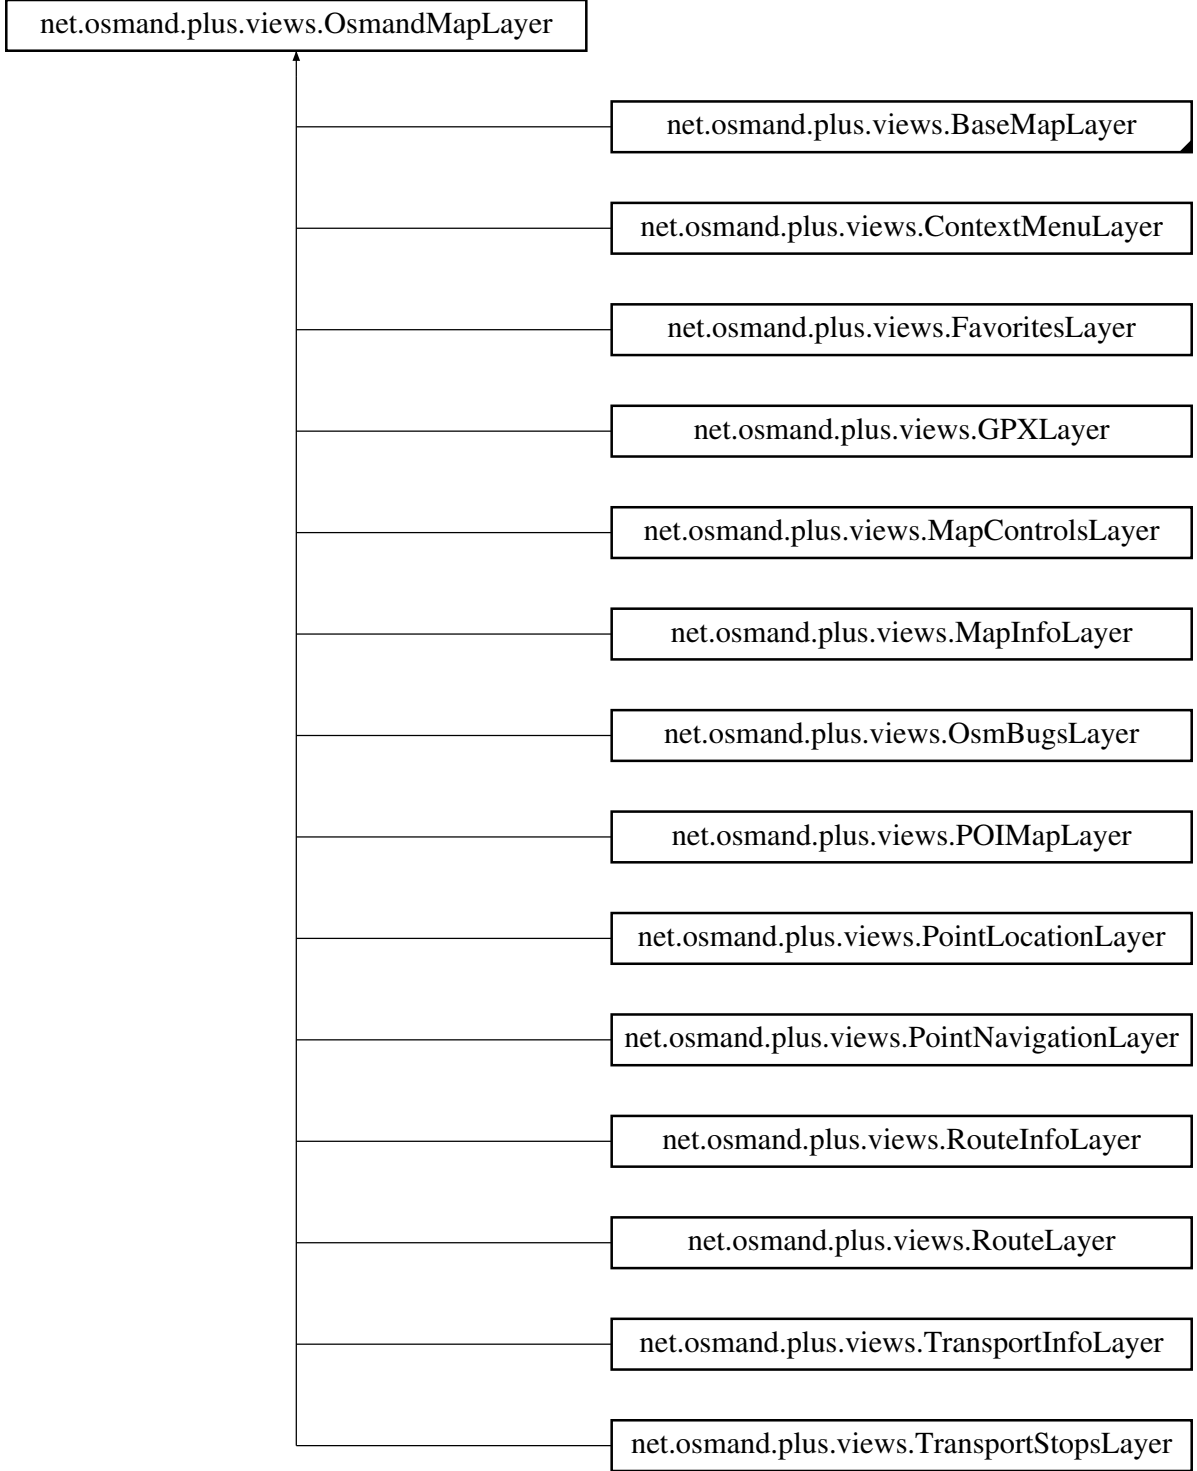 net.osmand.plus.views.OsmandMapLayer
net.osmand.plus.views.BaseMapLayer
net.osmand.plus.views.ContextMenuLayer
net.osmand.plus.views.FavoritesLayer
net.osmand.plus.views.GPXLayer
net.osmand.plus.views.MapControlsLayer
net.osmand.plus.views.MapInfoLayer
net.osmand.plus.views.OsmBugsLayer
net.osmand.plus.views.POIMapLayer
net.osmand.plus.views.PointLocationLayer
net.osmand.plus.views.PointNavigationLayer
net.osmand.plus.views.RouteInfoLayer
net.osmand.plus.views.RouteLayer
net.osmand.plus.views.TransportInfoLayer
net.osmand.plus.views.TransportStopsLayer